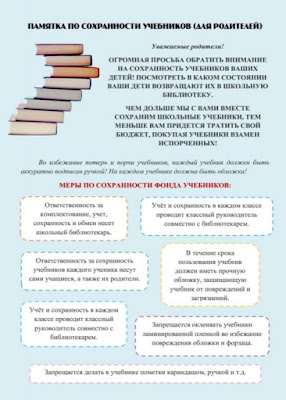 ПАМЯТКА ПО СОХРАННОСТИ УЧЕБНИКОВ (ДЛЯ РОДИТЕЛЕЙ)
Уважаемые родители!
ОГРОМНАЯ ПРОСЬБА ОБРАТИТЬ ВНИМАНИЕ
НА СОХРАННОСТЬ УЧЕБНИКОВ ВАШИХ
ДЕТЕЙ! ПОСМОТРЕТЬ В КАКОМ СОСТОЯНИИ
ВАШИ ДЕТИ ВОЗВРАЩАЮТ ИХ В ШКОЛЬНУЮ
БИБЛИОТЕКУ.
ЧЕМ ДОЛЬШЕ МЫ С ВАМИ ВМЕСТЕ
СОХРАНИМ ШКОЛЬНЫЕ УЧЕБНИКИ, ТЕМ
МЕНЬШЕ ВАМ ПРИДЕТСЯ ТРАТИТЬ СВОЙ
БЮДЖЕТ, ПОКУПАЯ УЧЕБНИКИ ВЗАМЕН
ИСПОРЧЕННЫХ!
Во избежание потерь и порчи учебников, каждый учебник должен быть
аккуратно подписан ручкой! На каждом учебнике должна быть обложка!
МЕРЫ ПО СОХРАННОСТИ ФОНДА УЧЕБНИКОВ:
Ответственность за
комплектование, учет,
сохранность и обмен несет
школьный библиотекарь.
Учёт и сохранность в каждом классе
проводит классный руководитель
совместно с библиотекарем.
Ответственность за сохранность
учебников каждого ученика несут
сами учащиеся, а также их родители.
В течение срока
пользования учебник
должен иметь прочную
обложку, защищающую
учебник от повреждений и
загрязнений.
Учёт и сохранность в каждом
классе проводит классный
руководитель совместно с
библиотекарем.
Запрещается оклеивать учебники
ламинированной пленкой во избежание
повреждения обложки и форзаца.
Запрещается делать в учебнике пометки карандашом, ручкой и т.д.